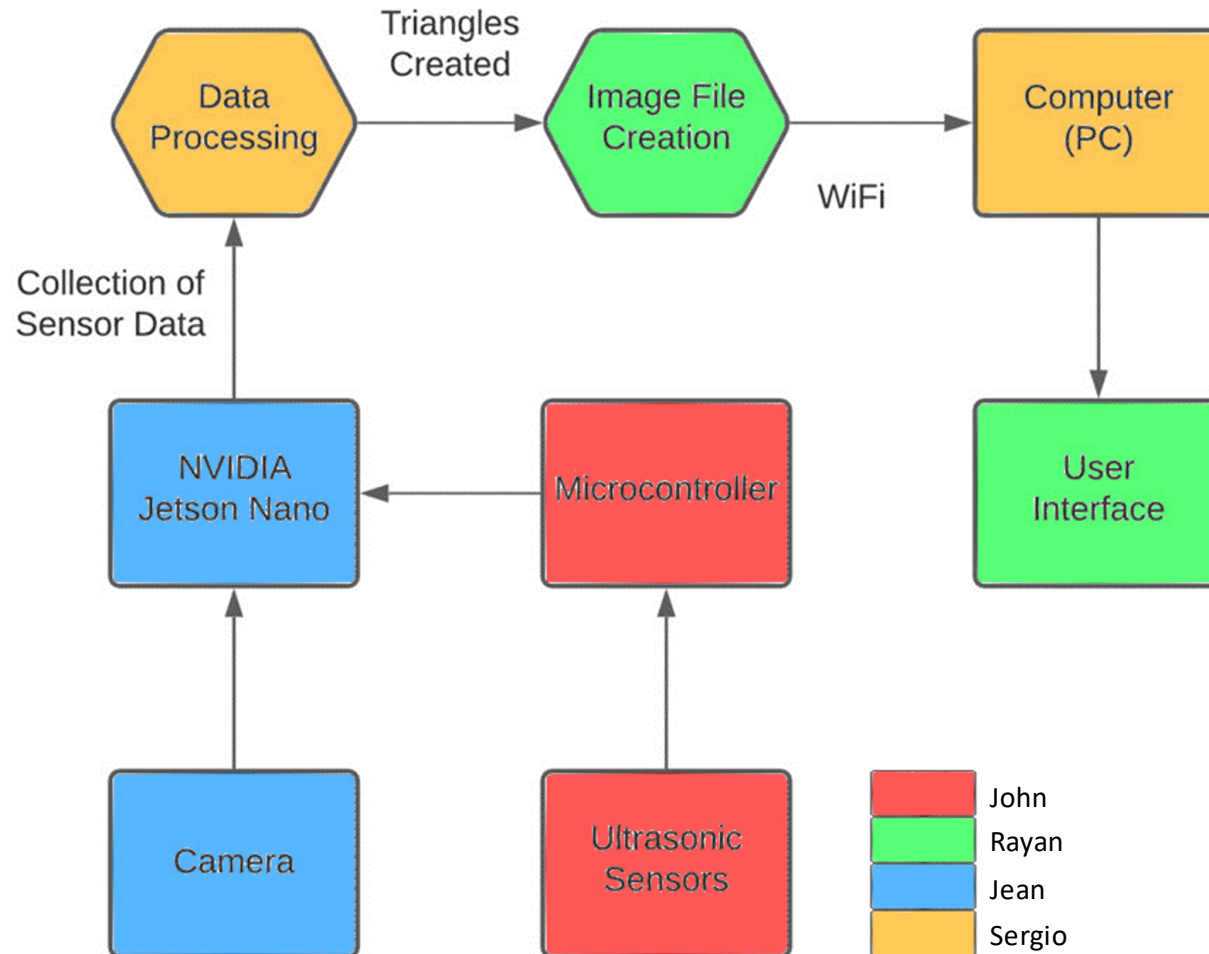 Triangles
Created
Data
Processing
Image File
Creation
Computer
(PC)
WiFi
Collection of
Sensor Data
NVIDIA
Jetson Nano
Microcontroller
User
Interface
Camera
Ultrasonic
Sensors
John
Rayan
Jean
Sergio